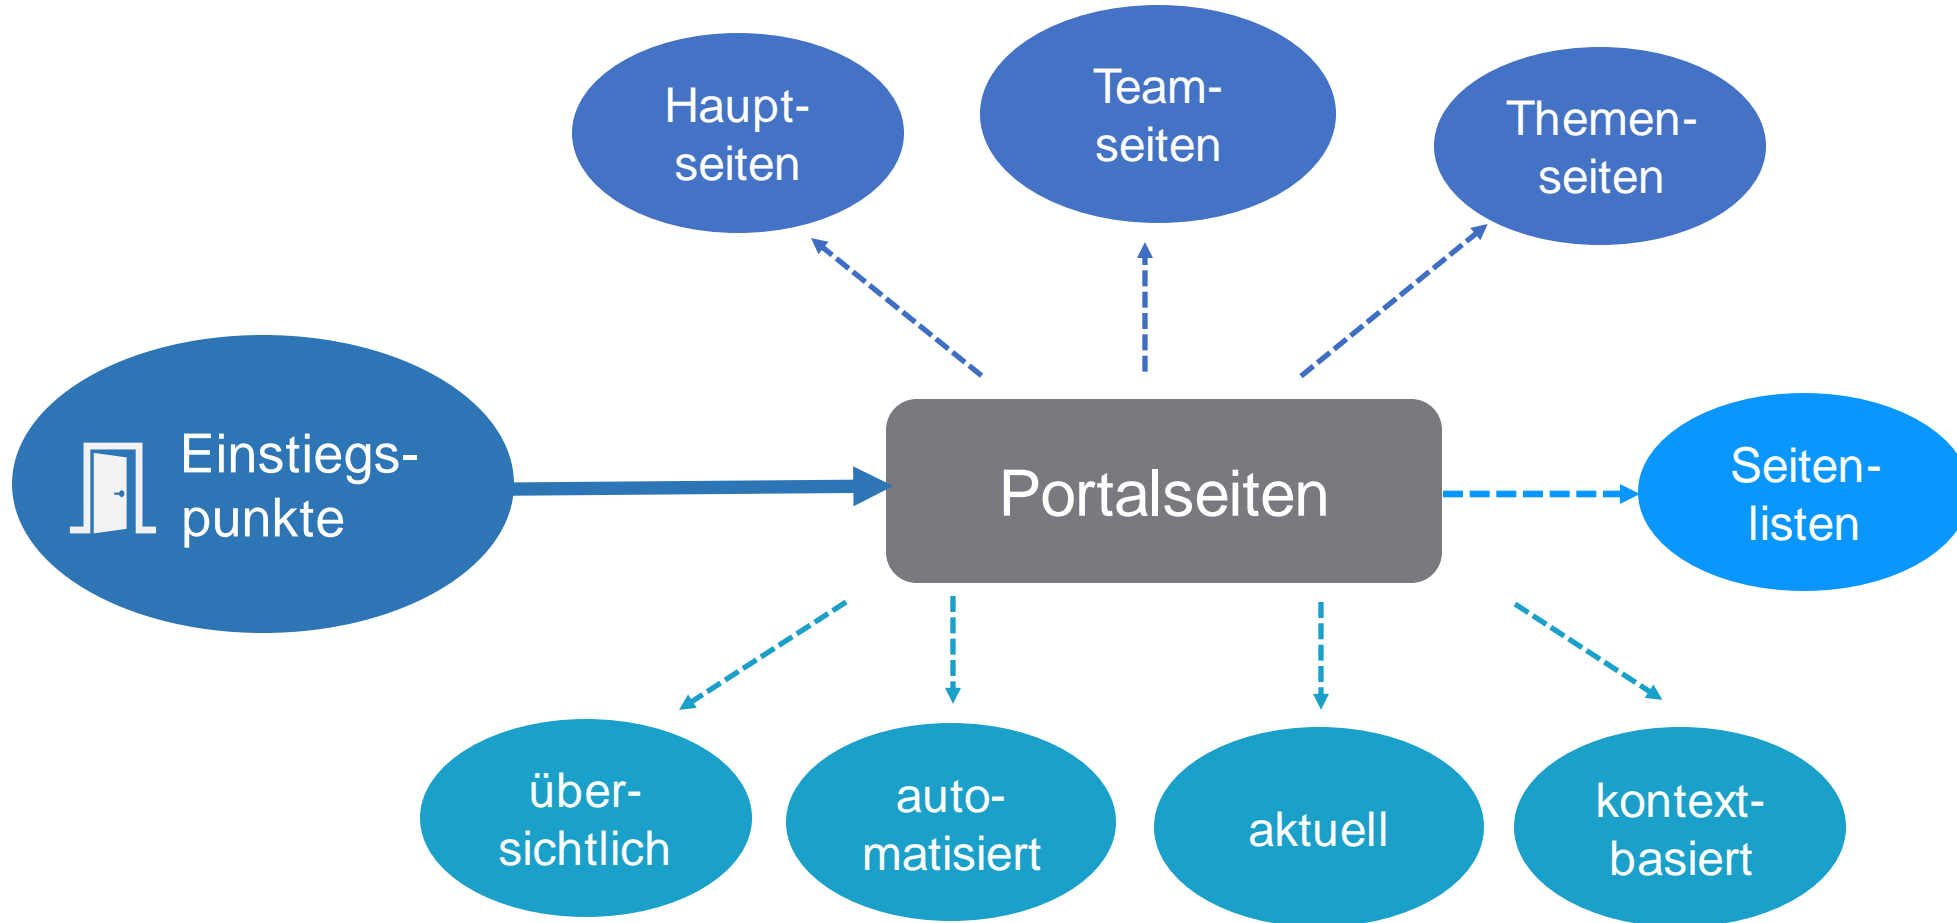 Haupt-
seiten
Team-
seiten
Themen-
seiten
Einstiegs-
punkte
Portalseiten
Seiten-
listen
über-
sichtlich
auto-
matisiert
aktuell
kontext-
basiert